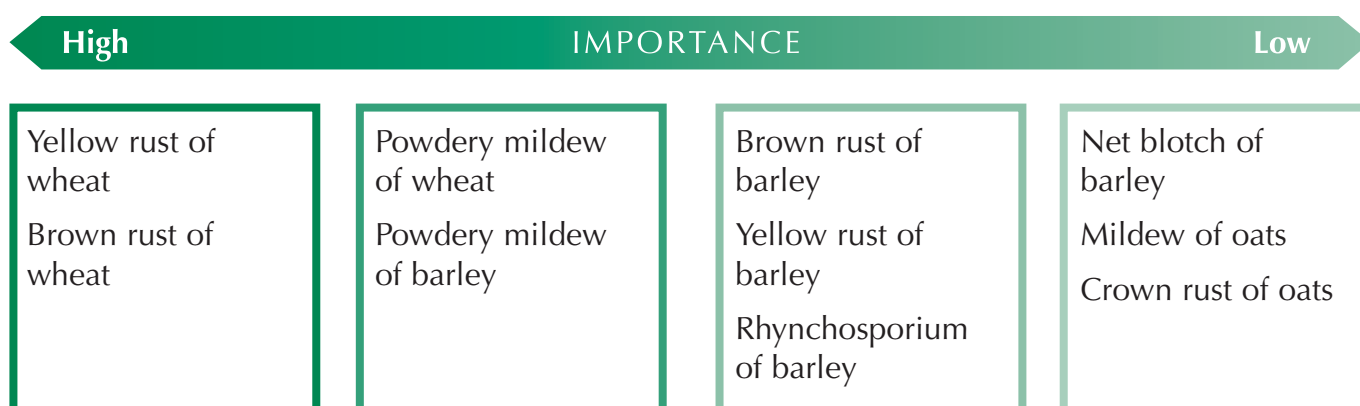 High IMPORTANCE Low
Yellow rust of
wheat
Brown rust of
wheat
Powdery mildew
of wheat
Powdery mildew
of barley
Brown rust of
barley
Yellow rust of
barley
Rhynchosporium
of barley
Net blotch of
barley
Mildew of oats
Crown rust of oats